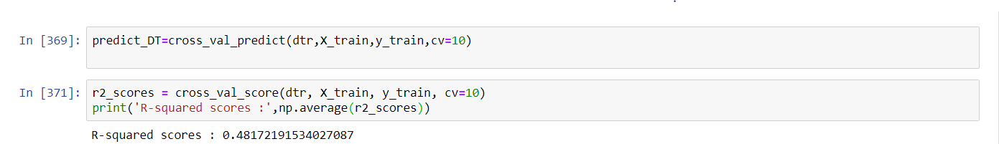 In [369]: predict_DT=cross_val_predict(dtr,X_train,y_train,cv=10)
In [371]: r2_scores = cross_val_score(dtr, X_train, y_train, cv=10)
print('R-squared scores :',np.average(r2_scores))
R-squared scores : 0.48172191534027087